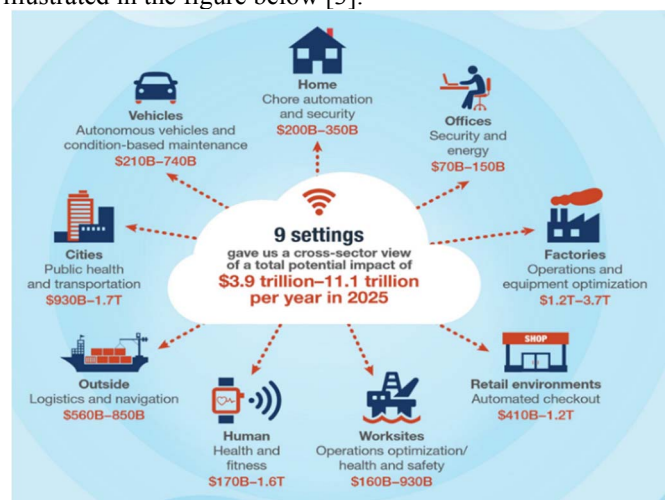 illustrated in the figure below [5].
Home
Chore automation
and security
$200B–350B
Vehicles
Autonomous vehicles and
condition-based maintenance
$210B–740B
Offices
Security and
energy
$70B–150B
9 settings
gave us a cross-sector view
of a total potential impact of
$3.9 trillion–11.1 trillion
per year in 2025
Cities
Public health
and transportation
$930B–1.7T
Factories
Operations and
equipment optimization
$1.2T–3.7T
SHOP
Outside
Logistics and navigation
$560B–850B
Retail environments
Automated checkout
$410B–1.2T
Human
Health and
fitness
$170B–1.6T
Worksites
Operations optimization/
health and safety
$160B–930B